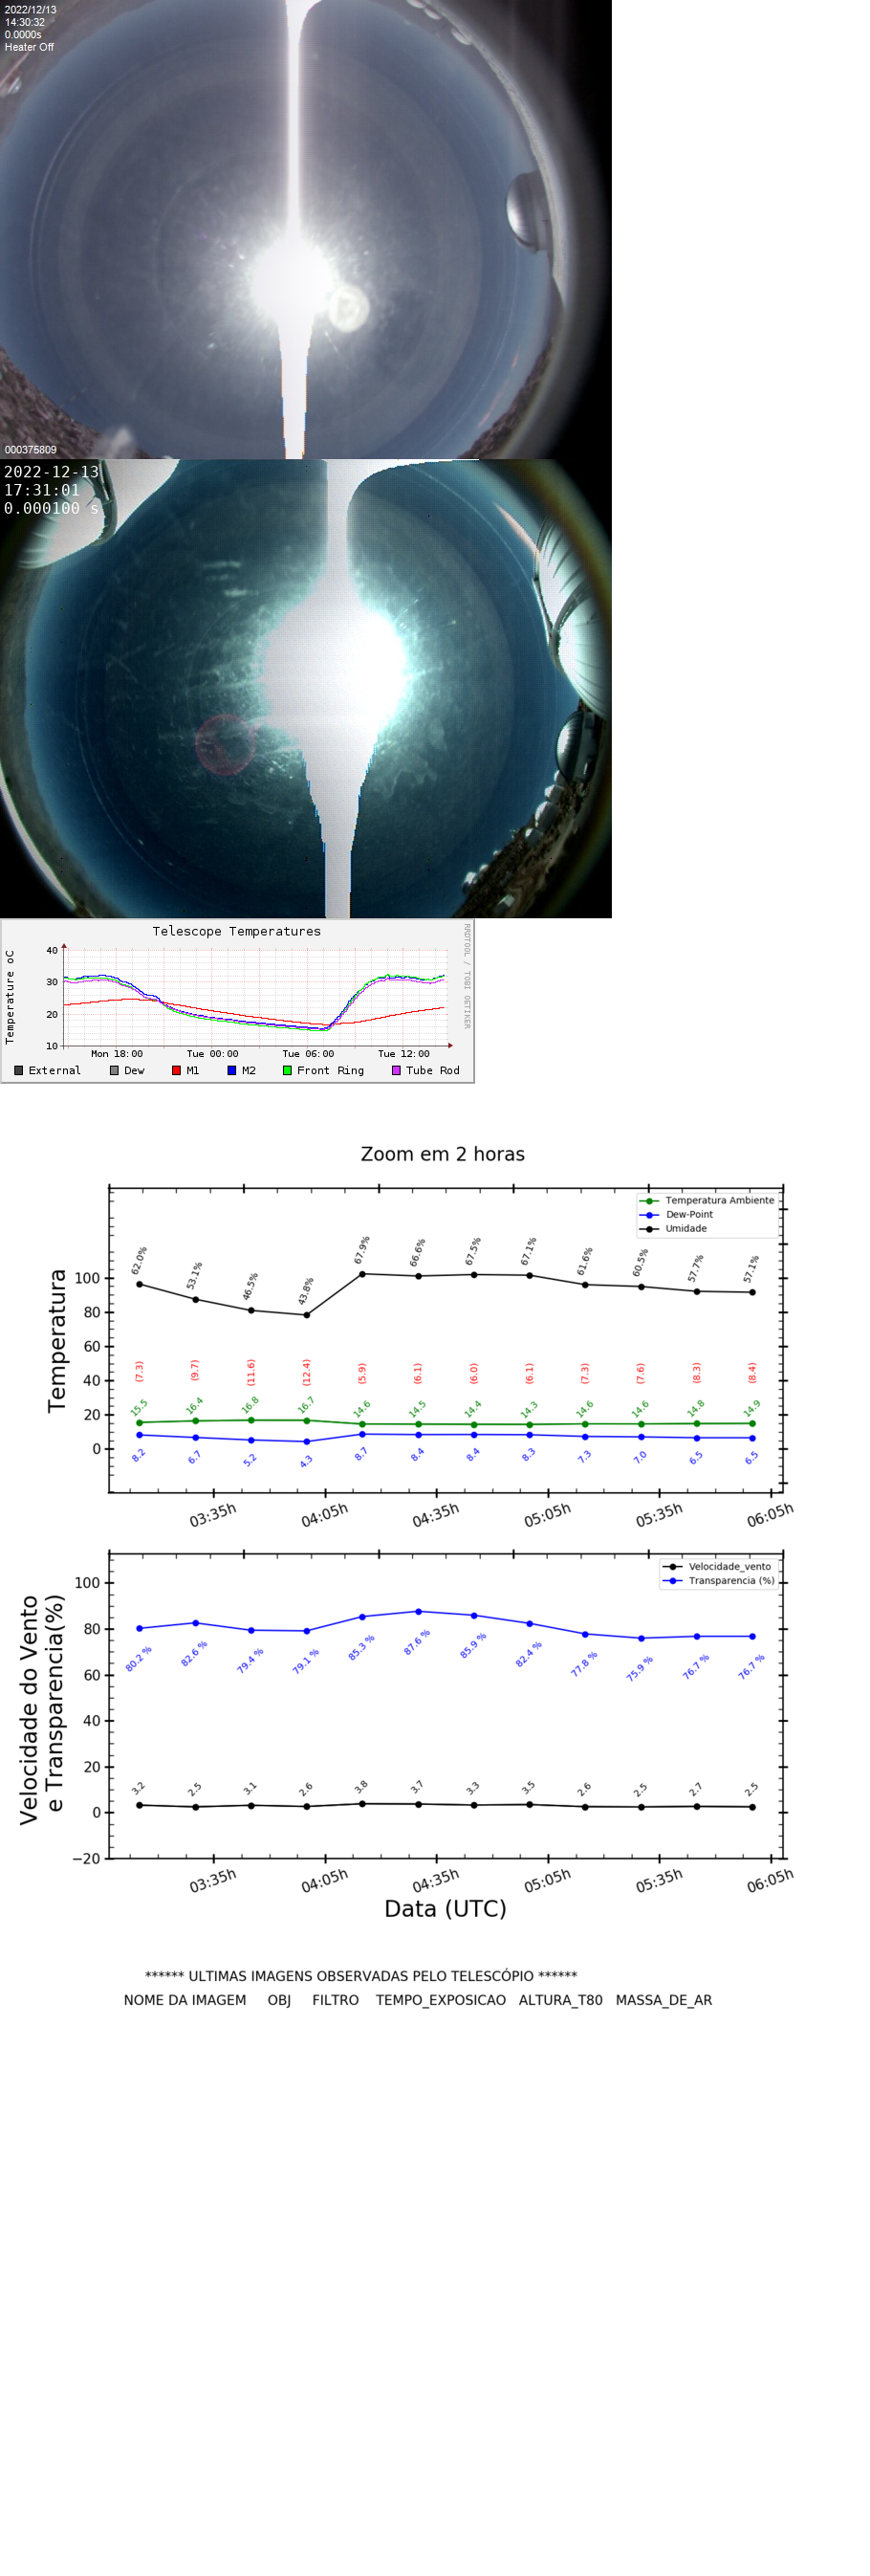 2022/12/13
14:30:32
0.0000s
Heater Off
000375809
2022-12-13
17:31:01
0.000100 s
Telescope Temperatures
RRDTOOL / TOBI OETIKER
Temperature oC
40
30
20
10
Mon 18:00 Tue 00:00 Tue 06:00 Tue 12:00
External Dew M1 M2 Front Ring Tube Rod
Zoom em 2 horas
Temperatura Ambiente
Dew-Point
Umidade
Temperatura
100
80
60
40
20
0
62.0% 53.1% 46.5% 43.8% 67.9% 66.6% 67.5% 67.1% 61.6% 60.5% 57.7% 57.1%
(7.3) (9.7) (11.6) (12.4) (5.9) (6.1) (6.0) (6.1) (7.3) (7.6) (8.3) (8.4)
15.5 16.4 16.8 16.7 14.6 14.5 14.4 14.3 14.6 14.6 14.8 14.9
8.2 6.7 5.2 4.3 8.7 8.4 8.4 8.3 7.3 7.0 6.5 6.5
03:35h 04:05h 04:35h 05:05h 05:35h 06:05h
Velocidade_vento
Transparencia (%)
Velocidade do Vento
e Transparencia(%)
100
80
60
40
20
0
−20
80.2 % 82.6 % 79.4 % 79.1 % 85.3 % 87.6 % 85.9 % 82.4 % 77.8 % 75.9 % 76.7 % 76.7 %
3.2 2.5 3.1 2.6 3.8 3.7 3.3 3.5 2.6 2.5 2.7 2.5
03:35h 04:05h 04:35h 05:05h 05:35h 06:05h
Data (UTC)
****** ULTIMAS IMAGENS OBSERVADAS PELO TELESCÓPIO ******
NOME DA IMAGEM OBJ FILTRO TEMPO_EXPOSICAO ALTURA_T80 MASSA_DE_AR